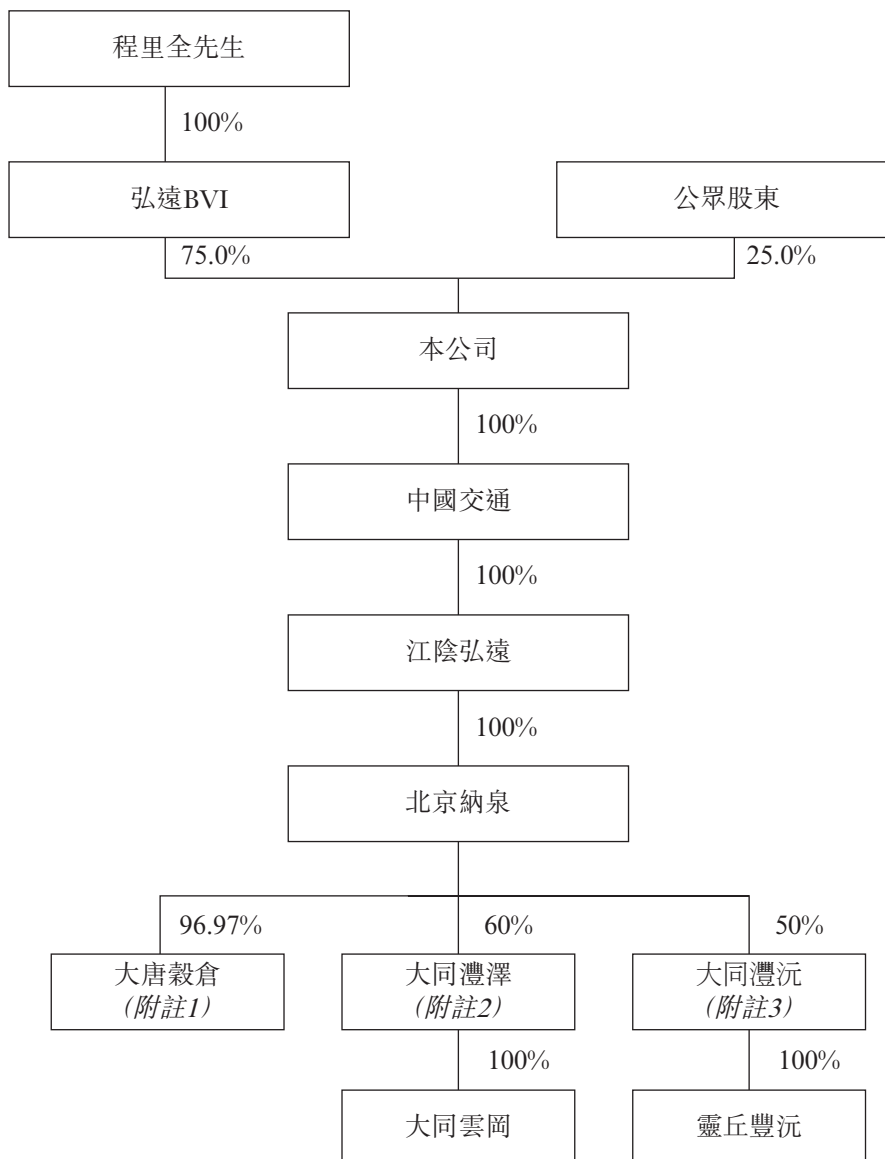 程里全先生
100%
弘遠BVI
公眾股東
75.0%
25.0%
本公司
100%
中國交通
100%
江陰弘遠
100%
北京納泉
96.97%
60%
50%
大唐穀倉
(附註1)
大同灃澤
(附註2)
大同灃沅
(附註3)
100%
100%
大同雲岡
靈丘豐沅